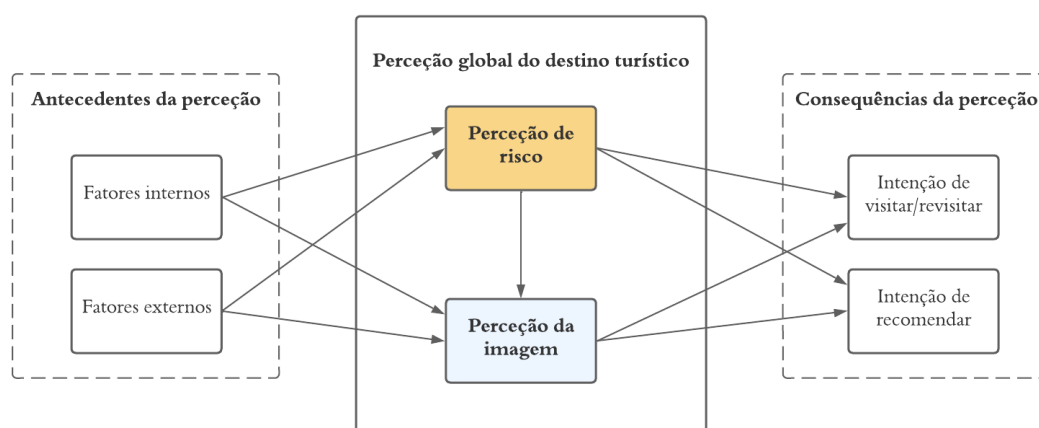 Antecedentes da perceção
Fatores internos
Fatores externos
Perceção global do destino turístico
Perceção de
risco
Perceção da
imagem
Consequências da perceção
Intenção de
visitar/revisitar
Intenção de
recomendar